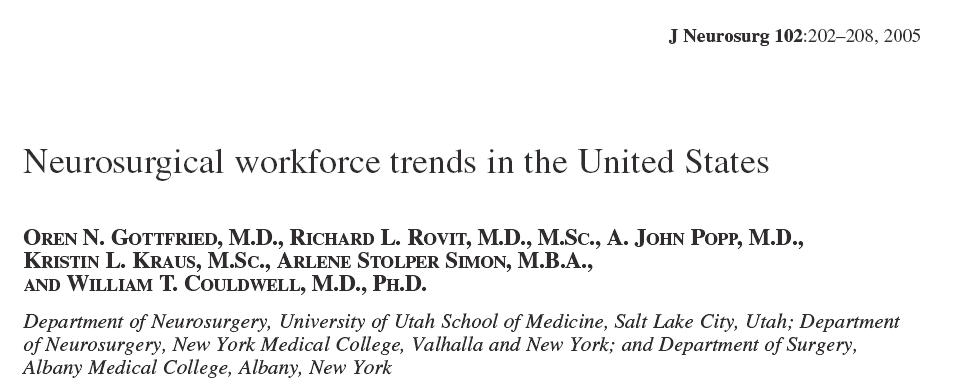 J Neurosurg 102:202–208, 2005
Neurosurgical workforce trends in the United States
OREN N. GOTTFRIED, M.D., RICHARD L. ROVIT, M.D., M.SC., A. JOHN POPP, M.D.,
KRISTIN L. KRAUS, M.SC., ARLENE STOLPER SIMON, M.B.A.,
AND WILLIAM T. COULDWELL, M.D., PH.D.
Department of Neurosurgery, University of Utah School of Medicine, Salt Lake City, Utah; Department
of Neurosurgery, New York Medical College, Valhalla and New York; and Department of Surgery,
Albany Medical College, Albany, New York